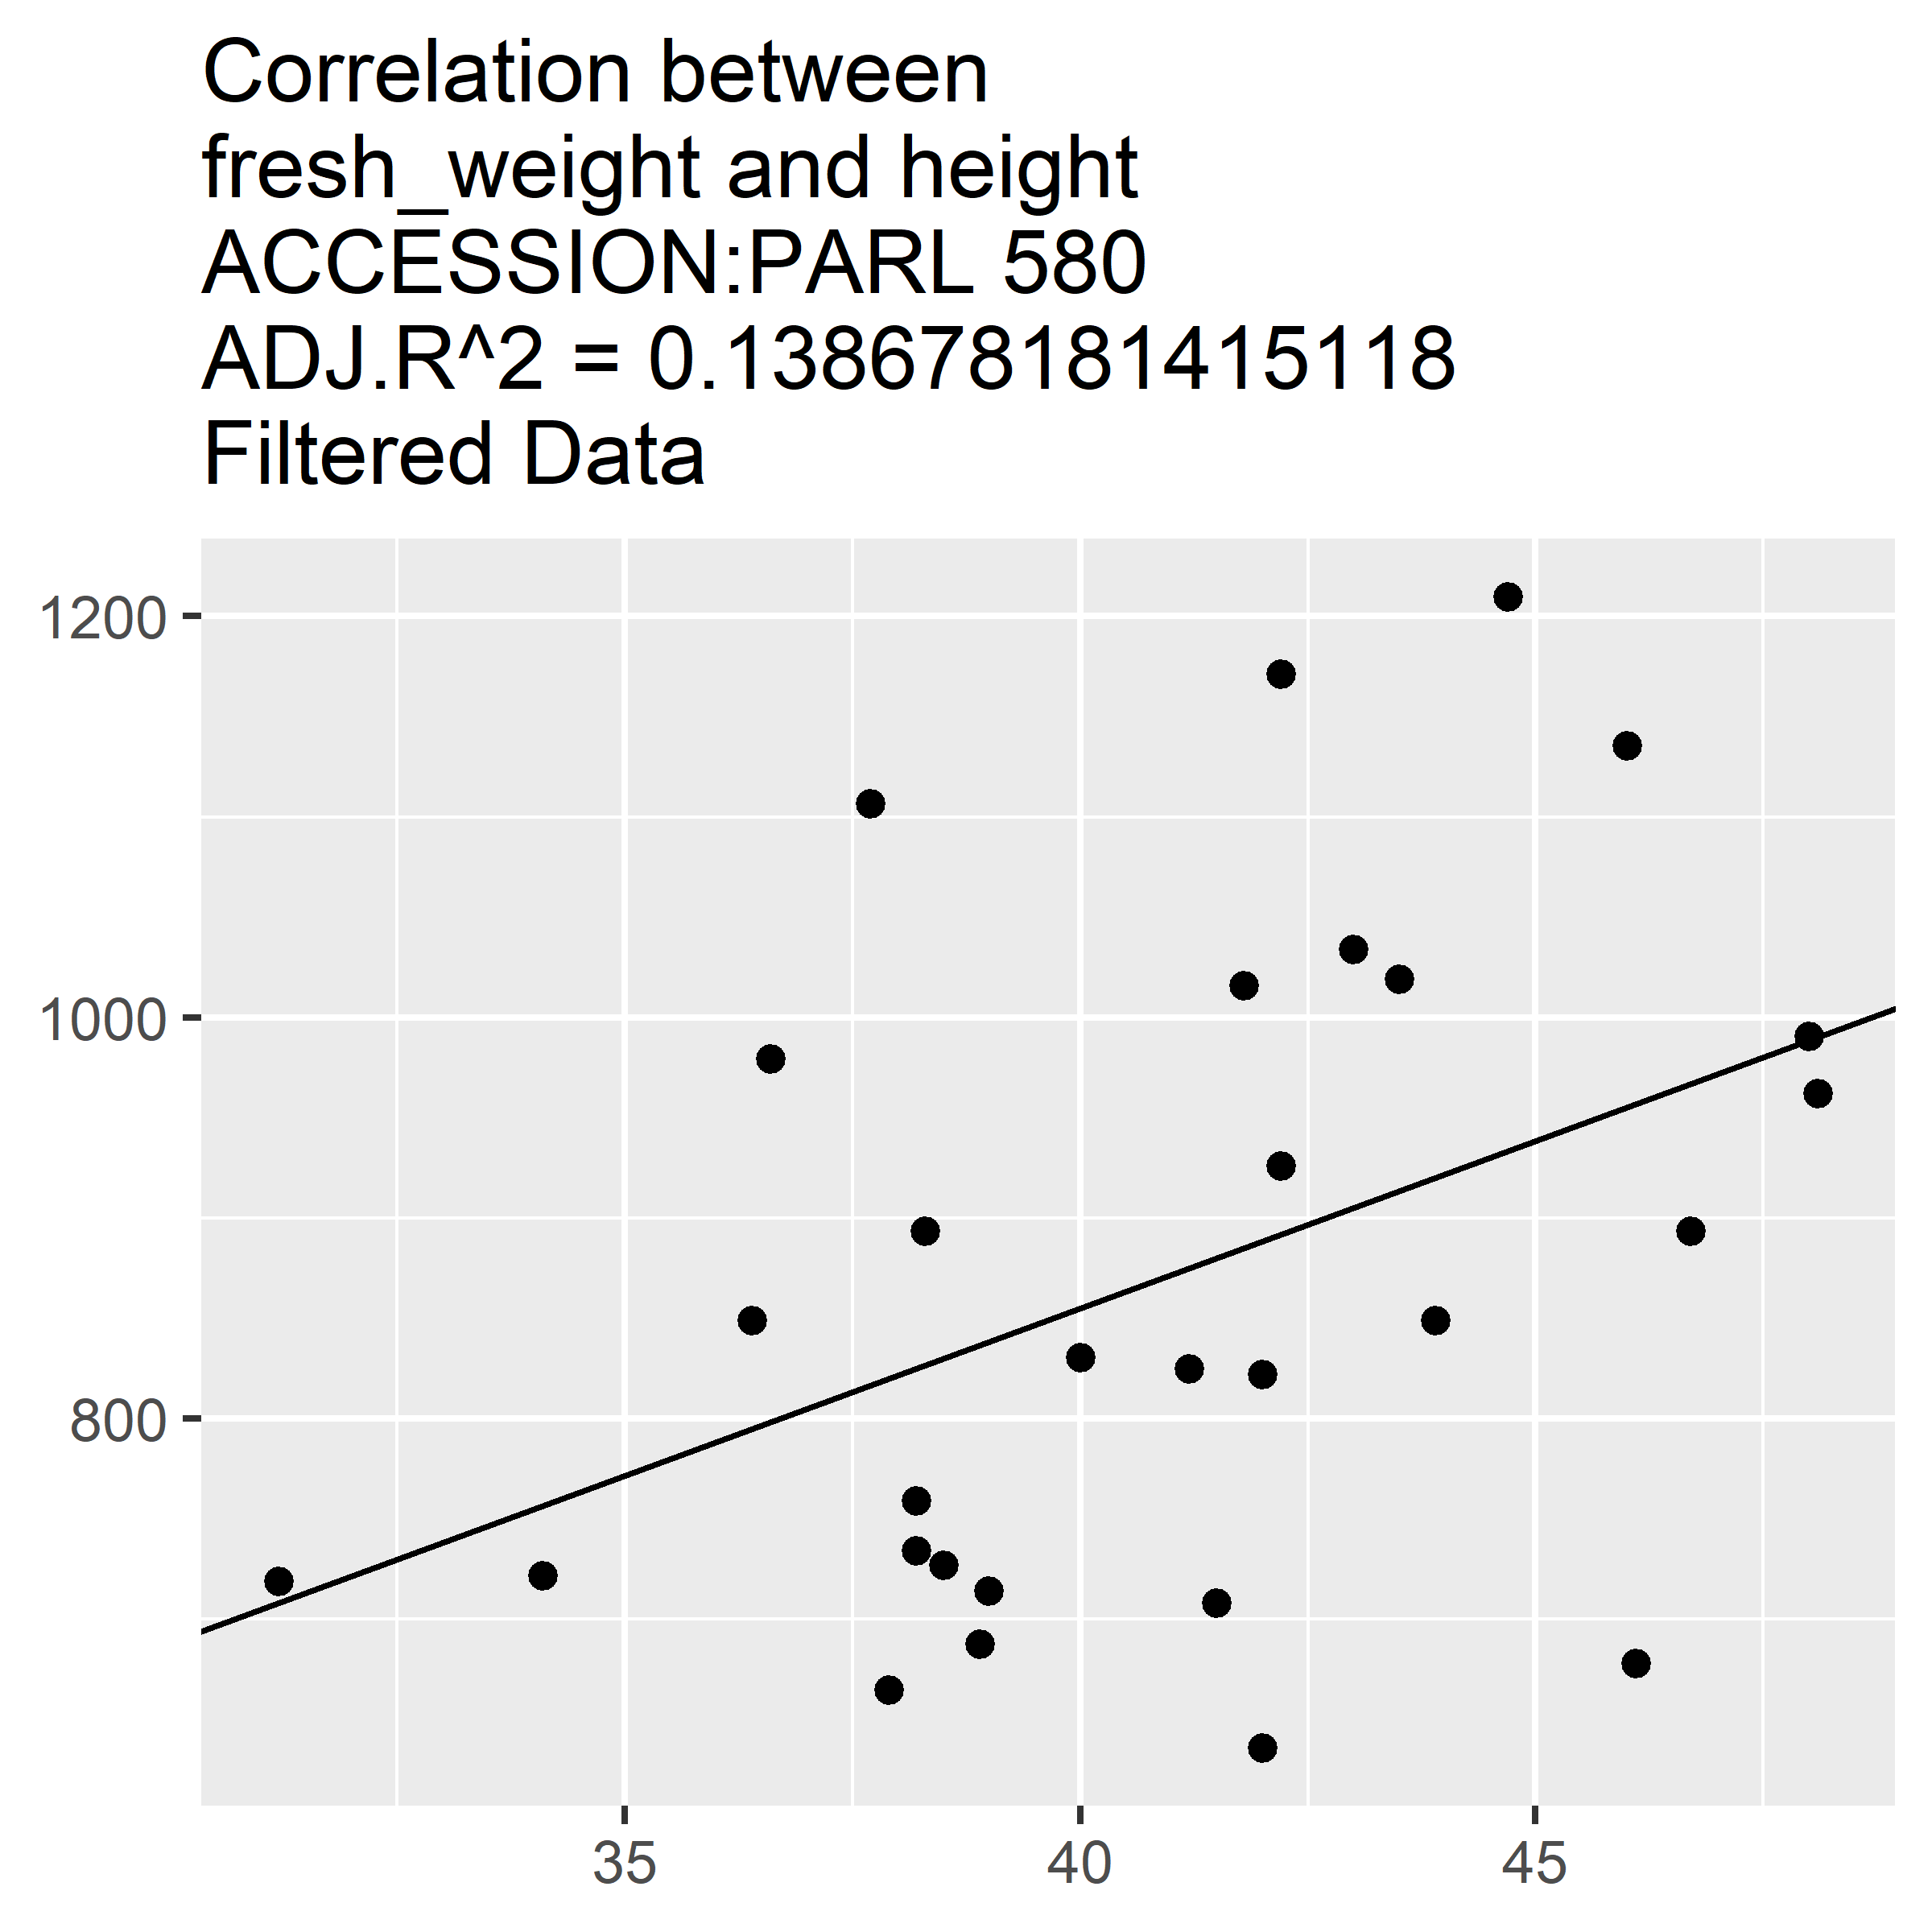 Correlation between
fresh_weight and height
ACCESSION:PARL 580
ADJ.R^2 = 0.138678181415118
Filtered Data
1200
1000
800
35 40 45